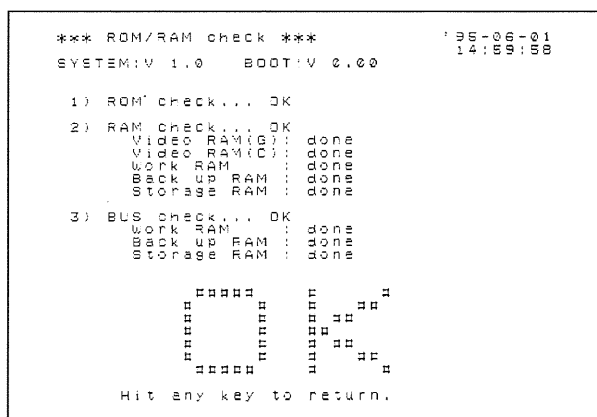 *** ROM/RAM check ***
'95-06-01
14:59:58
SYSTEM:V 1.0 BOOT:V 0.00
1) ROM check... OK
2) RAM check... OK
Video RAM(G): done
Video RAM(C): done
Work RAM : done
Back up RAM : done
Storage RAM : done
3) BUS check... OK
Work RAM : done
Back up RAM : done
Storage RAM : done
OK
Hit any key to return.